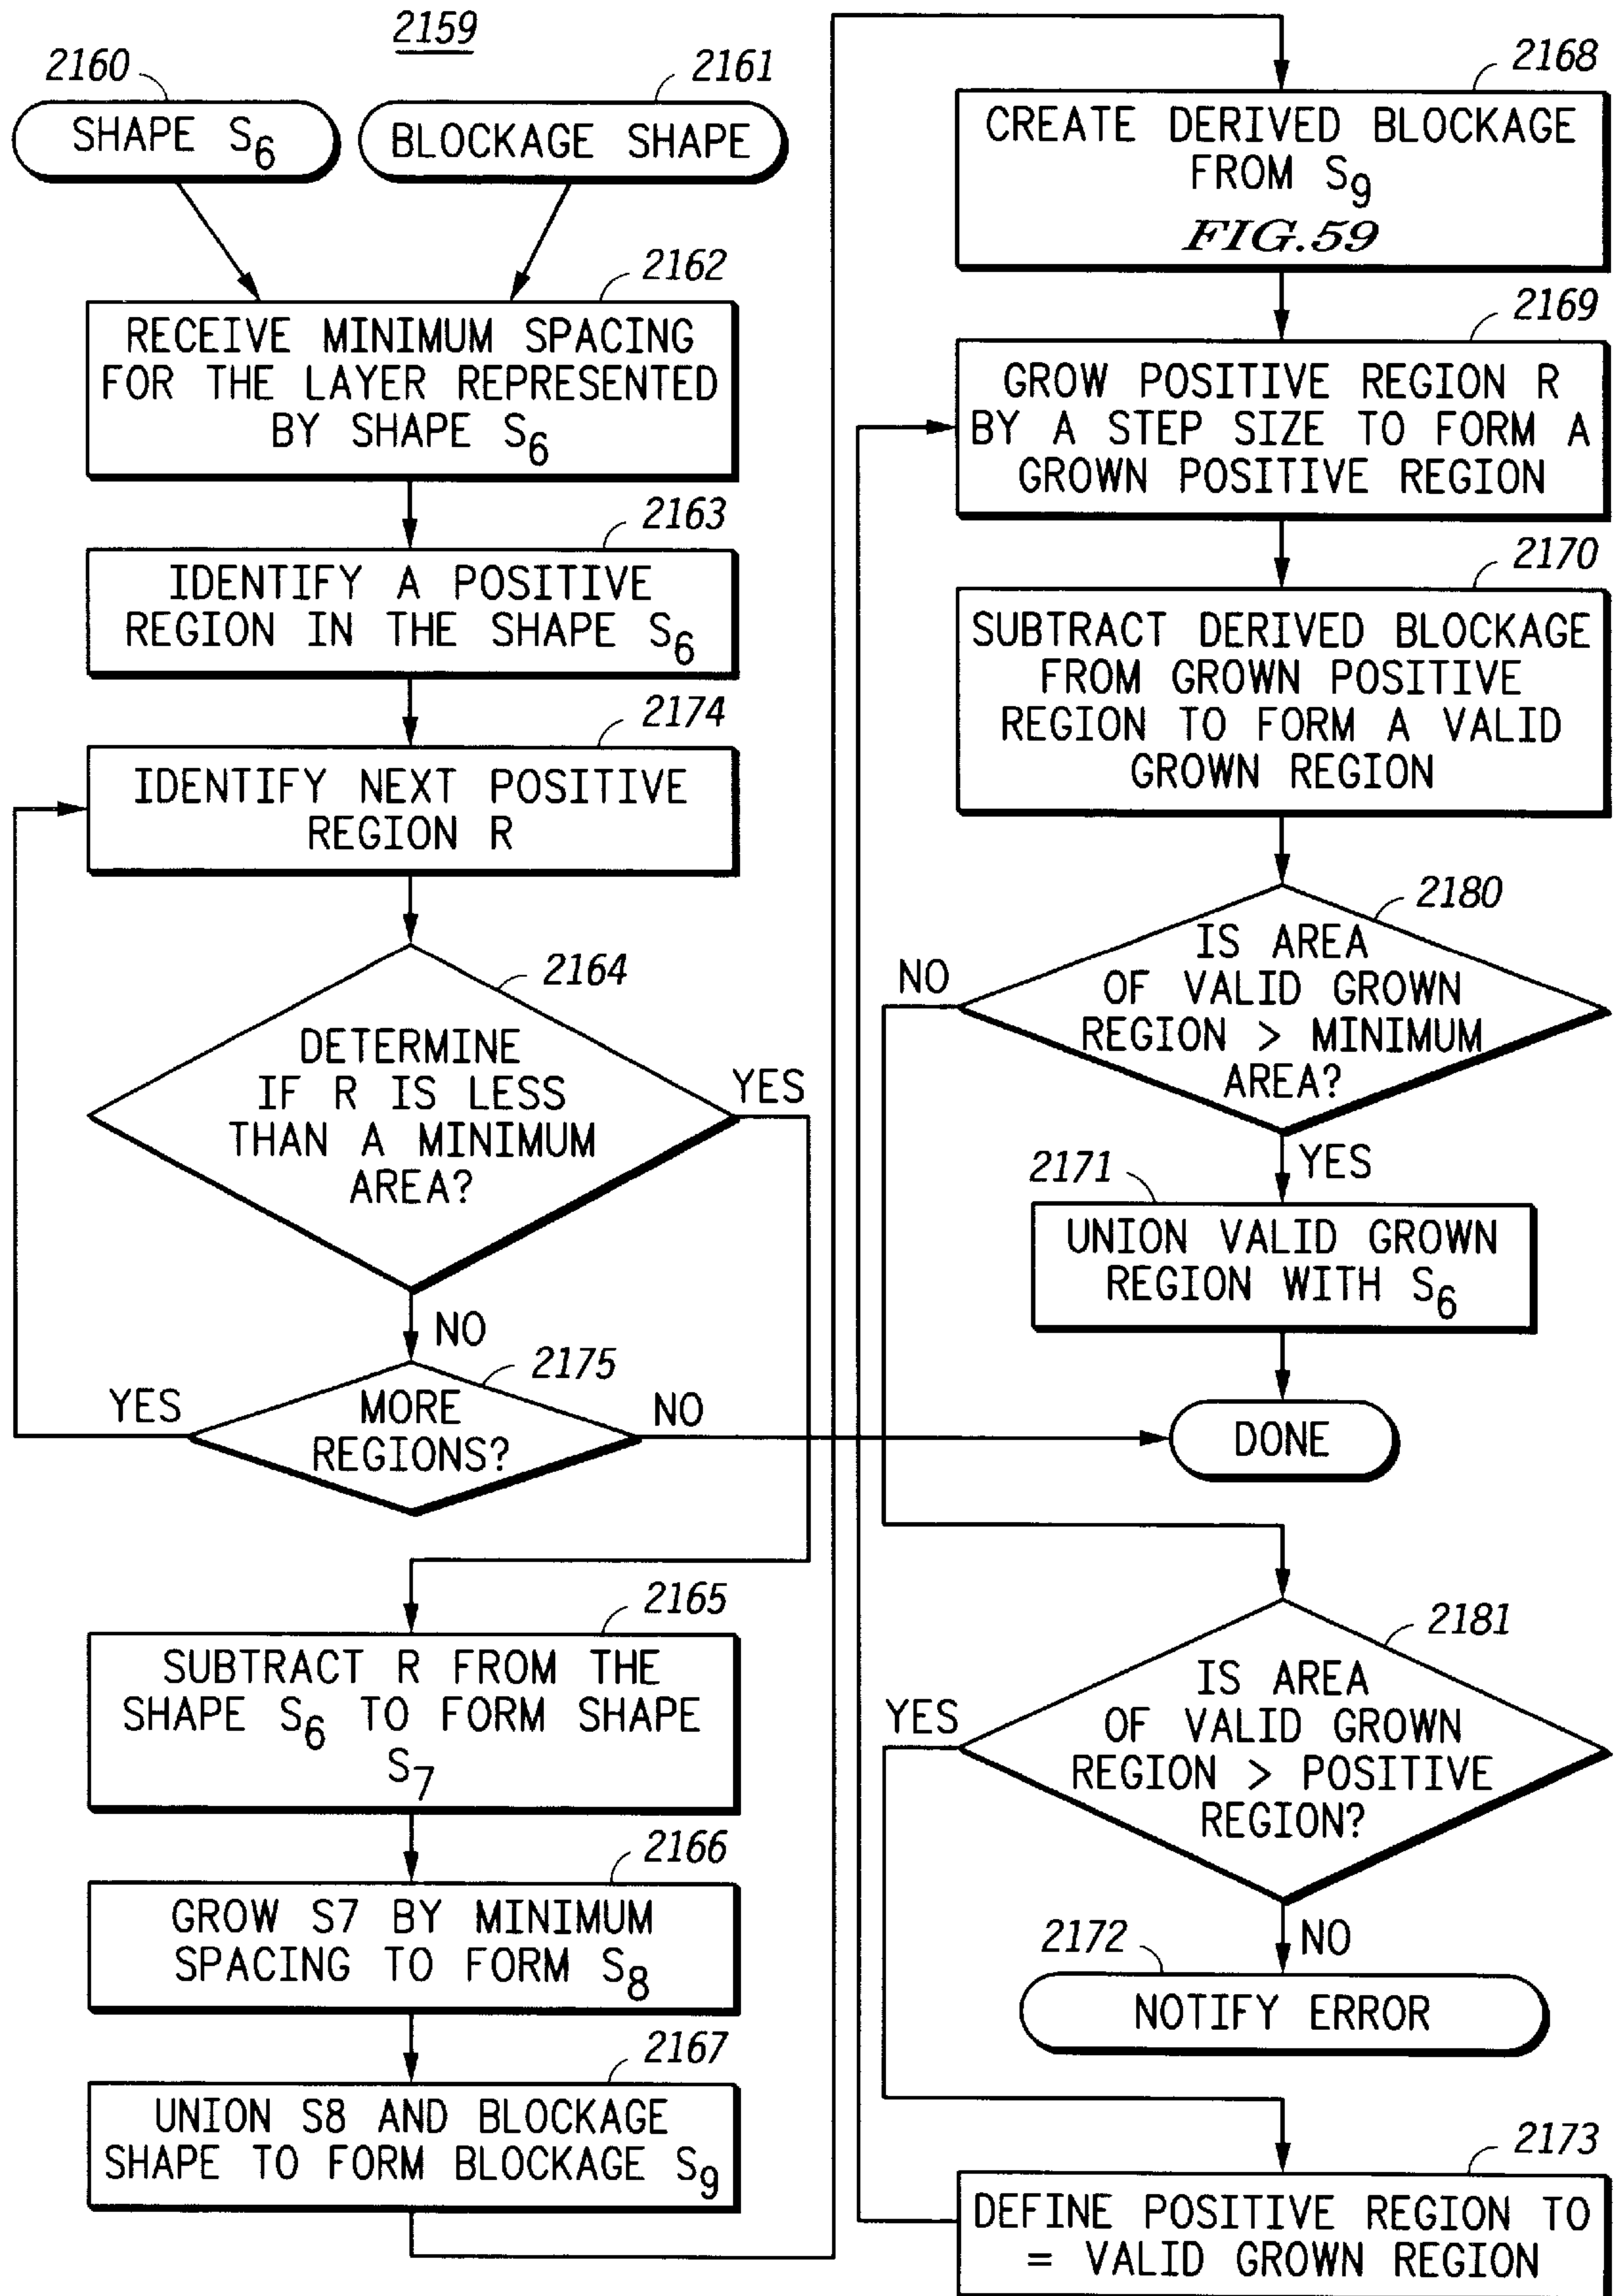 2159
2160
SHAPE S6
2161
BLOCKAGE SHAPE
2162
RECEIVE MINIMUM SPACING
FOR THE LAYER REPRESENTED
BY SHAPE S6
2163
IDENTIFY A POSITIVE
REGION IN THE SHAPE S6
2174
IDENTIFY NEXT POSITIVE
REGION R
2164
DETERMINE
IF R IS LESS
THAN A MINIMUM
AREA?
YES
NO
2175
MORE
REGIONS?
YES
NO
2165
SUBTRACT R FROM THE
SHAPE S6 TO FORM SHAPE
S7
2166
GROW S7 BY MINIMUM
SPACING TO FORM S8
2167
UNION S8 AND BLOCKAGE
SHAPE TO FORM BLOCKAGE S9
2168
CREATE DERIVED BLOCKAGE
FROM S9
FIG.59
2169
GROW POSITIVE REGION R
BY A STEP SIZE TO FORM A
GROWN POSITIVE REGION
2170
SUBTRACT DERIVED BLOCKAGE
FROM GROWN POSITIVE
REGION TO FORM A VALID
GROWN REGION
2180
IS AREA
OF VALID GROWN
REGION > MINIMUM
AREA?
NO
YES
2171
UNION VALID GROWN
REGION WITH S6
DONE
2181
IS AREA
OF VALID GROWN
REGION > POSITIVE
REGION?
YES
NO
2172
NOTIFY ERROR
2173
DEFINE POSITIVE REGION TO
= VALID GROWN REGION